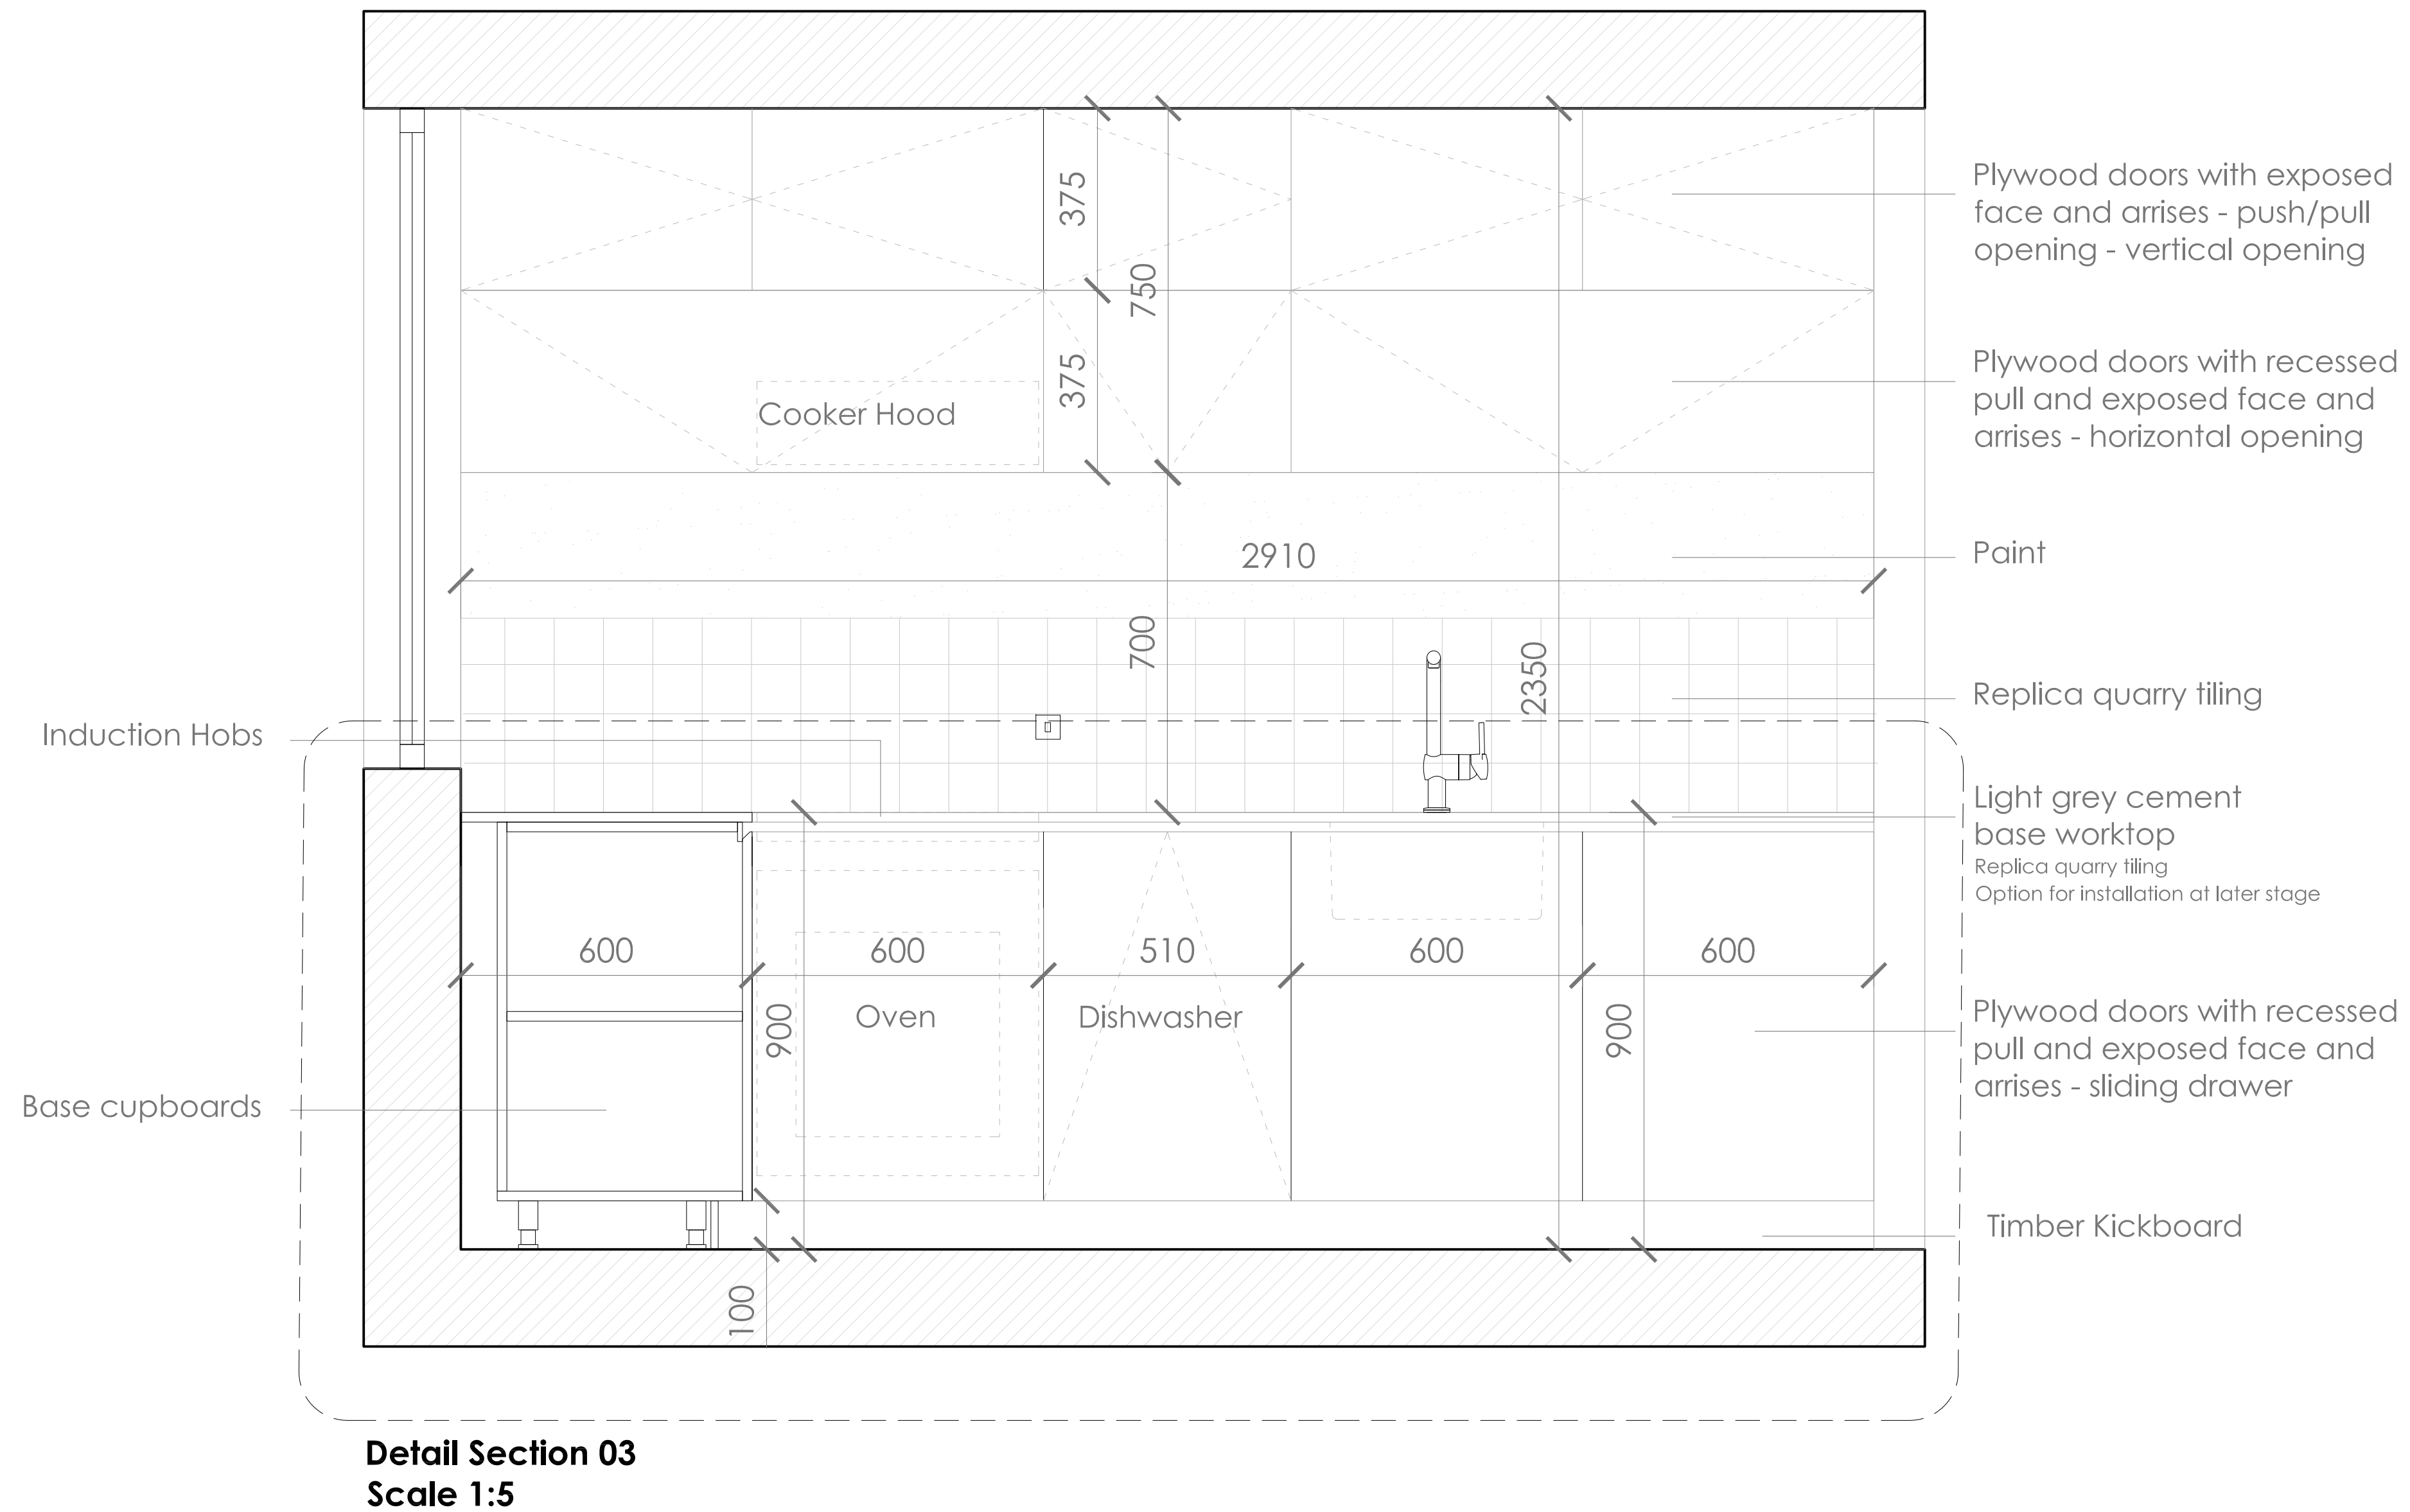 Plywood doors with exposed
face and arrises - push/pull
opening - vertical opening
375
750
Plywood doors with recessed
pull and exposed face and
arrises - horizontal opening
375
Cooker Hood
2910
Paint
700
2350
Replica quarry tiling
Induction Hobs
Light grey cement
base worktop
Replica quarry tiling
Option for installation at later stage
600
600
510
600
600
900
Oven
Dishwasher
900
Plywood doors with recessed
pull and exposed face and
arrises - sliding drawer
Base cupboards
Timber Kickboard
100
Detail Section 03
Scale 1:5